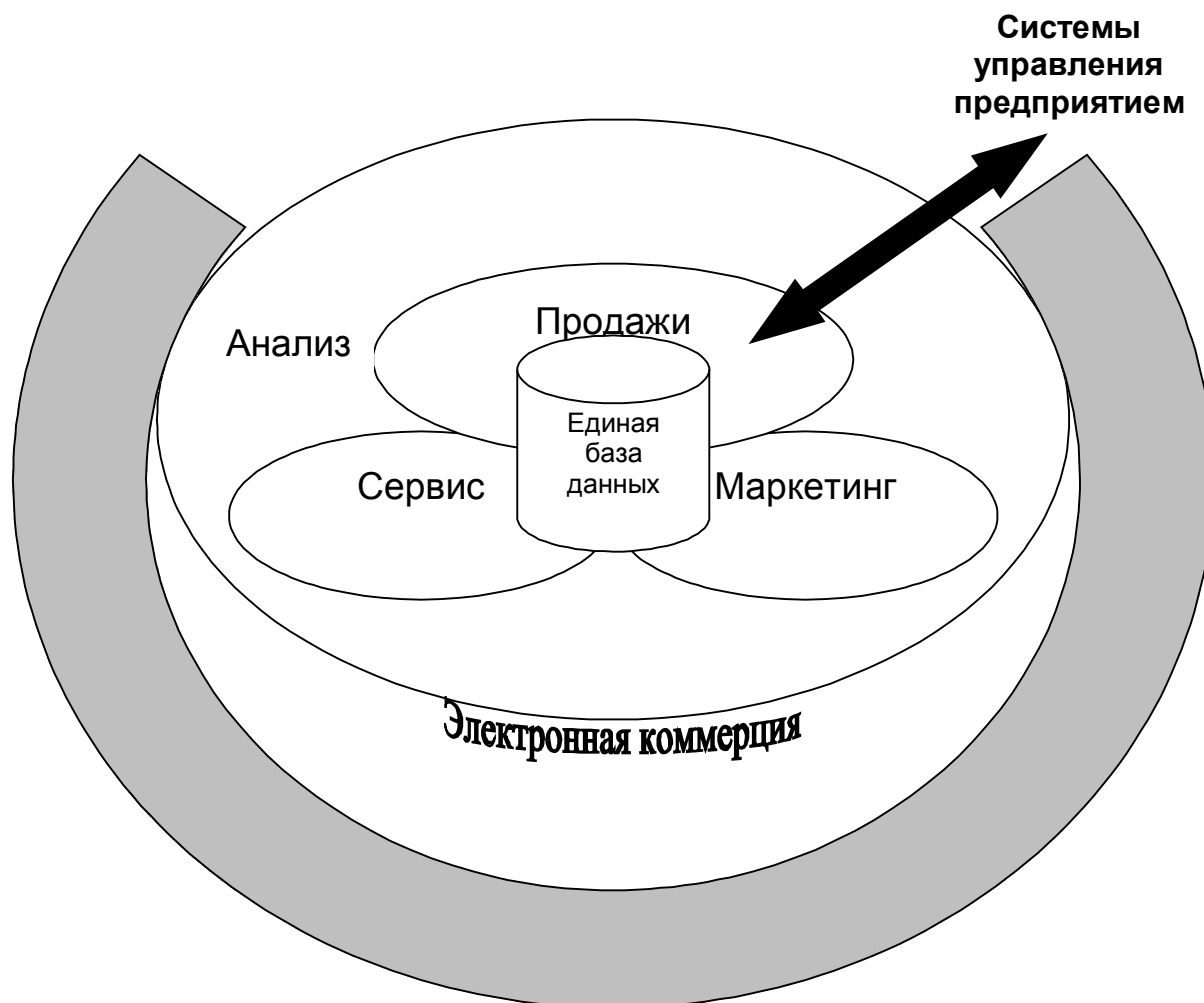 Системы
управления
предприятием
Продажи
Анализ
Единая
база
данных
Сервис
Маркетинг
Электронная коммерция